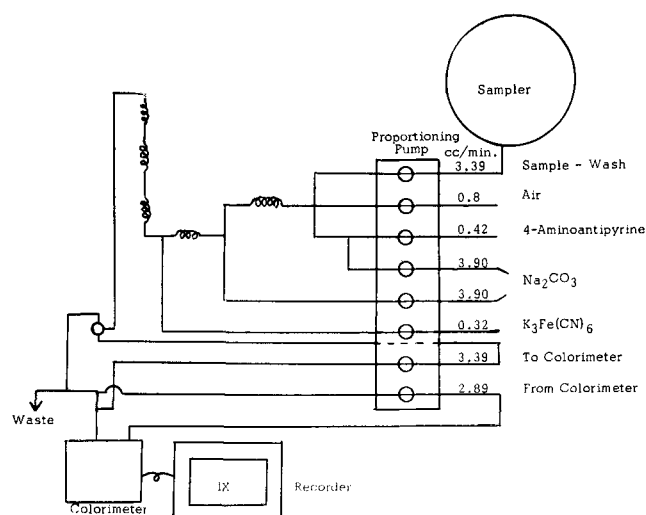 Sampler
Proportioning
Pump
cc/min.
3.39 Sample - Wash
0.8 Air
0.42 4-Aminoantipyrine
3.90
Na2CO3
3.90
0.32 K3Fe(CN)6
3.39 To Colorimeter
2.89 From Colorimeter
Waste
IX
Recorder
Colorimeter